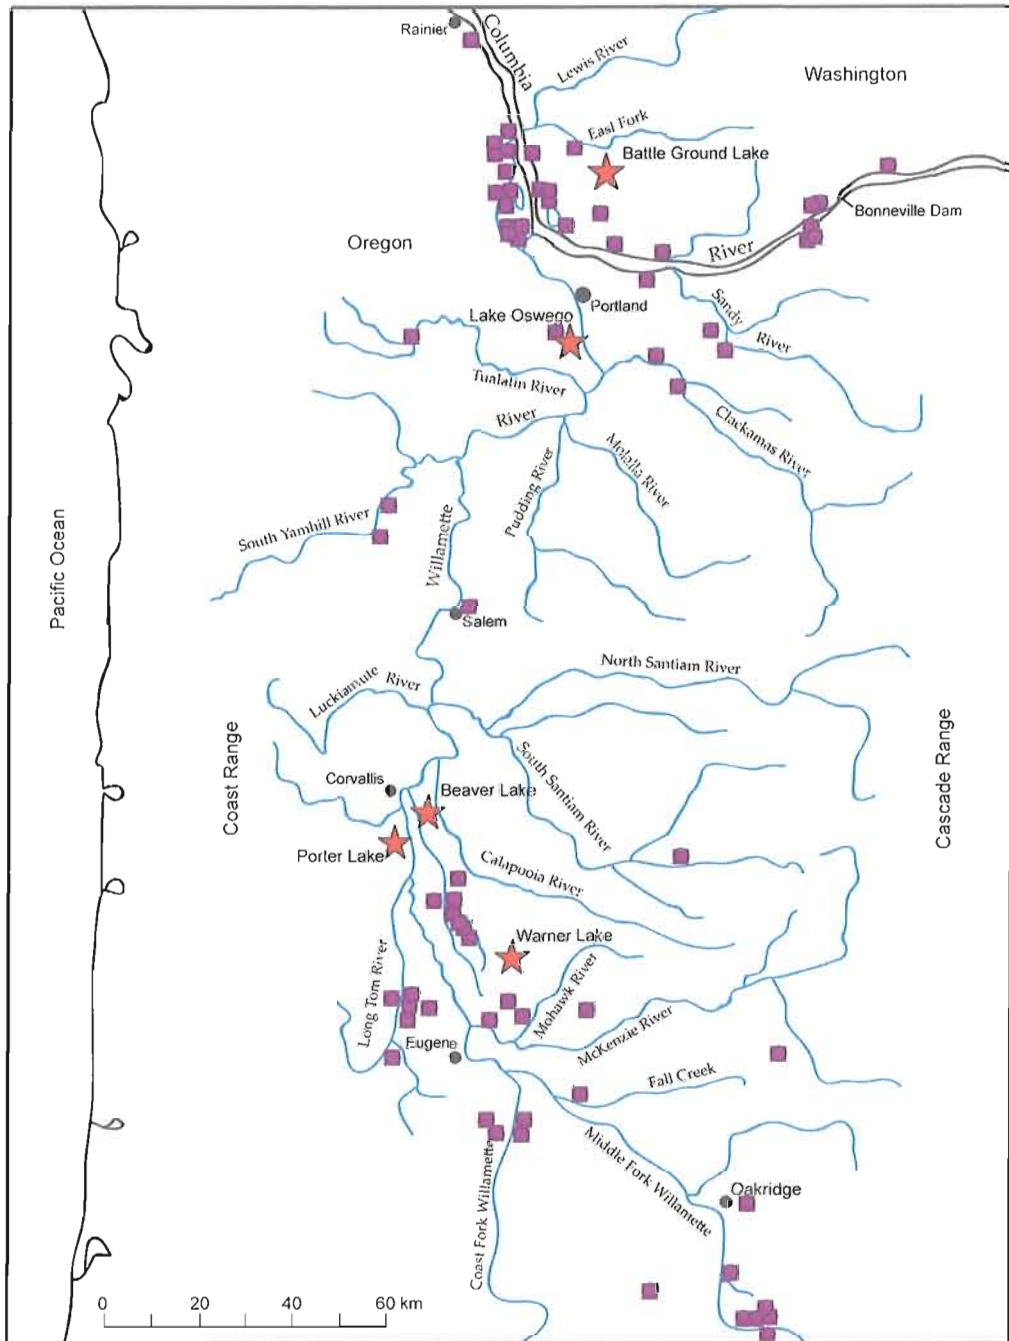 Rainier
Columbia
Lewis River
Washington
East Fork
Battle Ground Lake
Bonneville Dam
Oregon
River
Portland
Sandy
River
Lake Oswego
Tualatin River
River
Clackamas River
Molalla River
Pudding River
South Yamhill River
Willamette
Pacific Ocean
Salem
North Santiam River
Luckiamute River
South Santiam River
Coast Range
Cascade Range
Corvallis
Beaver Lake
Porter Lake
Calapooia River
Warner Lake
Long Tom River
Mohawk River
McKenzie River
Eugene
Fall Creek
Middle Fork Willamette
Coast Fork Willamette
Oakridge
0 20 40 60 km